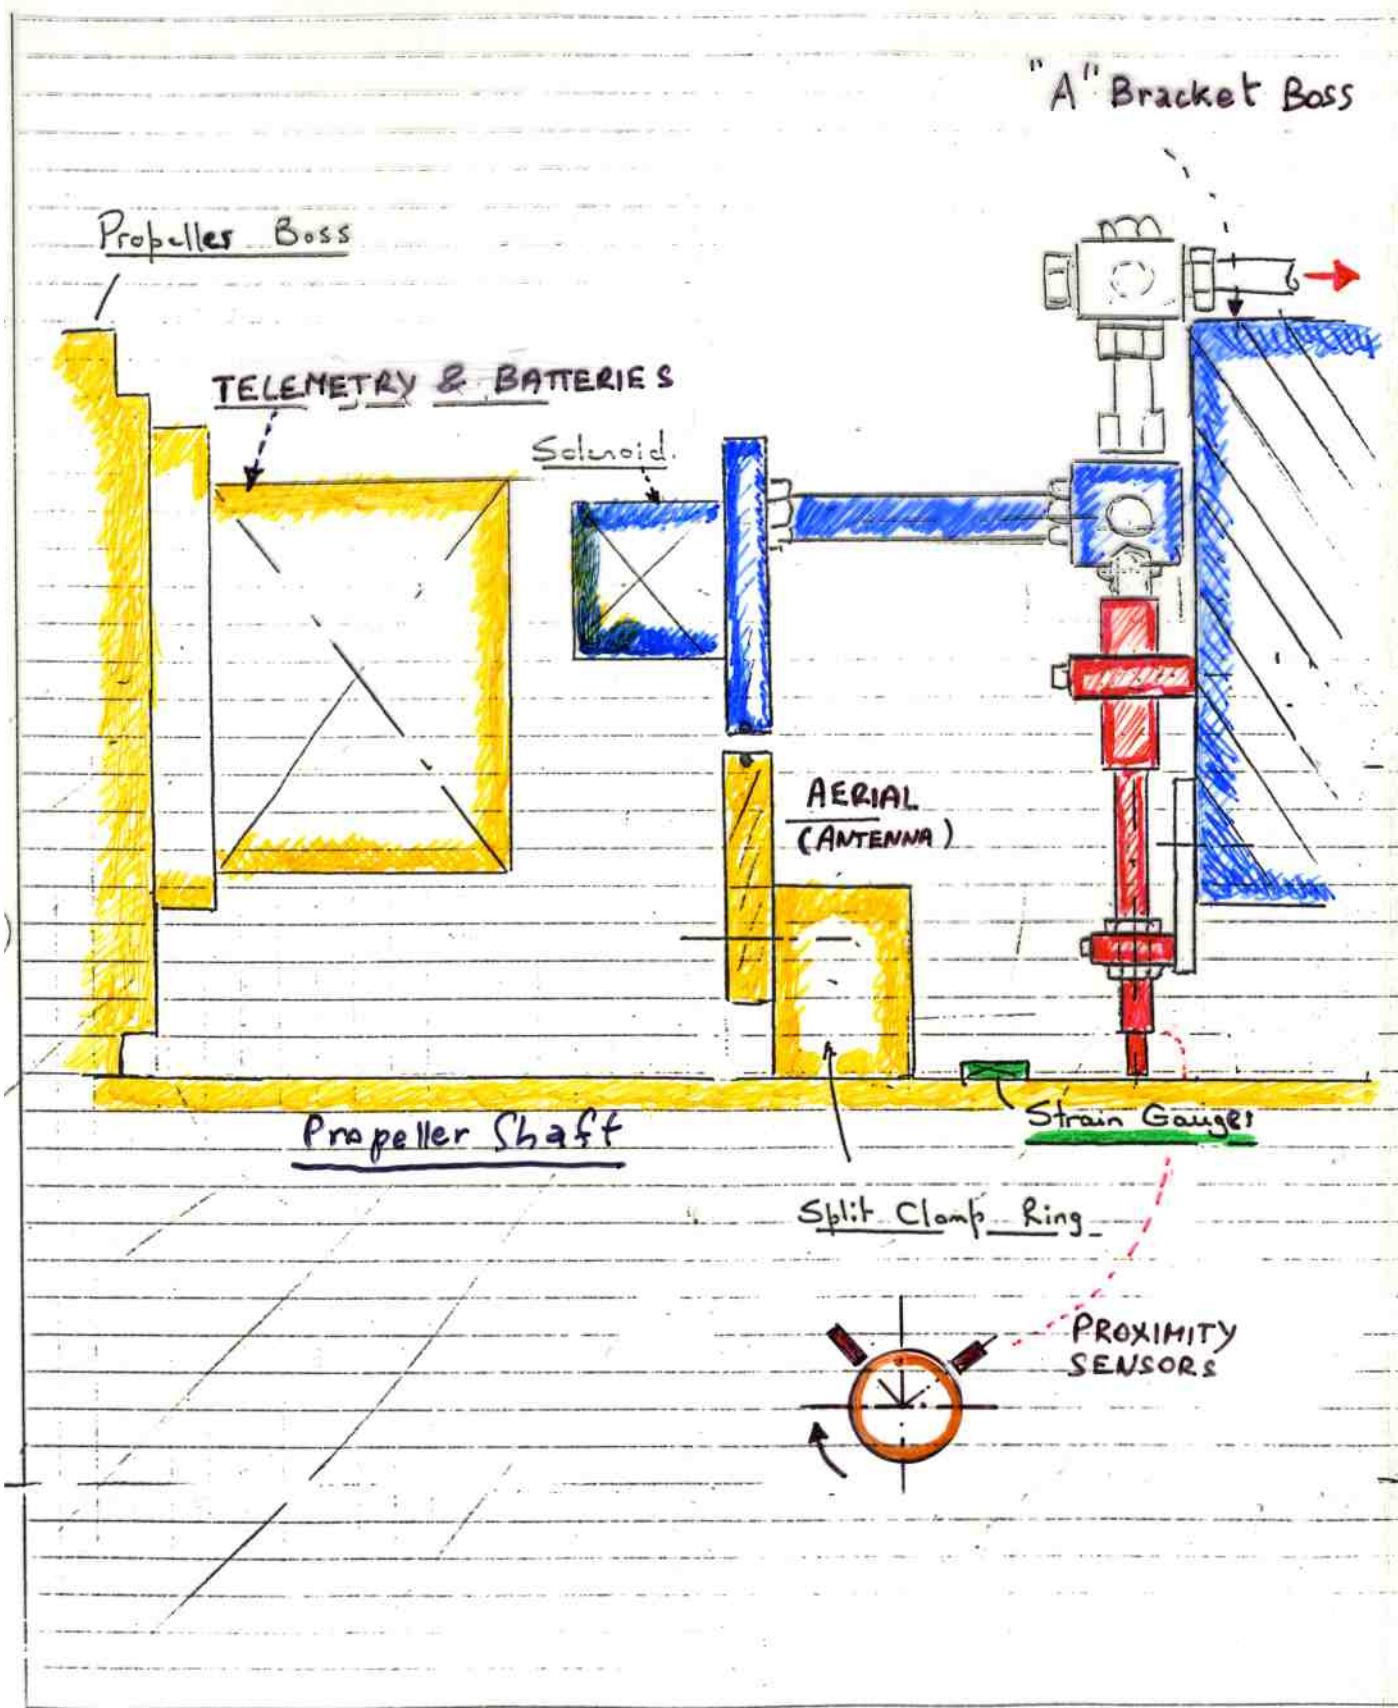 "A" Bracket Boss
Propeller Boss
TELEMETRY & BATTERIES
Solenoid.
AERIAL
(ANTENNA)
Propeller Shaft
Strain Gauges
Split Clamp Ring
PROXIMITY
SENSORS